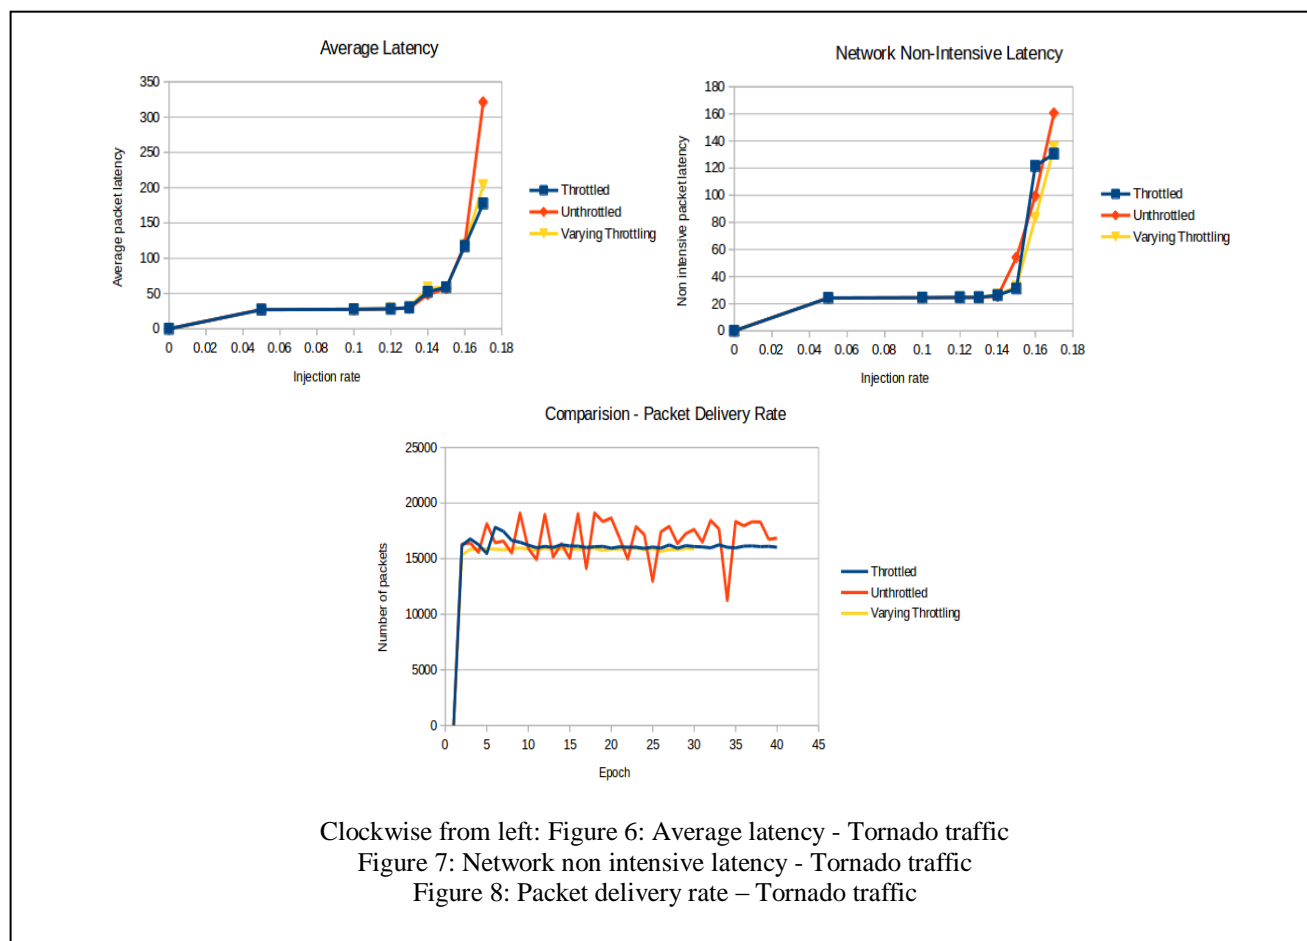 Average Latency
350
300
250
200
150
100
50
0
Average packet latency
0 0.02 0.04 0.06 0.08 0.1 0.12 0.14 0.16 0.18
Injection rate
Throttled
Unthrottled
Varying Throttling
Network Non-Intensive Latency
180
160
140
120
100
80
60
40
20
0
Non intensive packet latency
0 0.02 0.04 0.06 0.08 0.1 0.12 0.14 0.16 0.18
Injection rate
Throttled
Unthrottled
Varying Throttling
Comparision - Packet Delivery Rate
25000
20000
15000
10000
5000
0
Number of packets
0 5 10 15 20 25 30 35 40 45
Epoch
Throttled
Unthrottled
Varying Throttling
Clockwise from left: Figure 6: Average latency - Tornado traffic
Figure 7: Network non intensive latency - Tornado traffic
Figure 8: Packet delivery rate – Tornado traffic